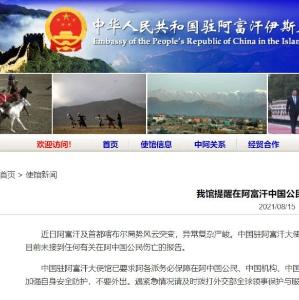 中华人民共和国驻阿富汗伊斯
Embassy of the People's Republic of China in the Islar
欢迎访问! 首页 使馆信息 中阿关系 经贸合作
首页 > 使馆新闻
我馆提醒在阿富汗中国公民
2021/08/15
近日阿富汗及首都喀布尔局势风云突变，异常复杂严峻。中国驻阿富汗大使馆
目前未接到任何有关在阿中国公民伤亡的报告。
中国驻阿富汗大使馆已要求阿各派务必保障在阿中国公民、中国机构、中国
加强自身安全防护，不要外出。遇紧急情况请及时拨打外交部全球领事保护与服